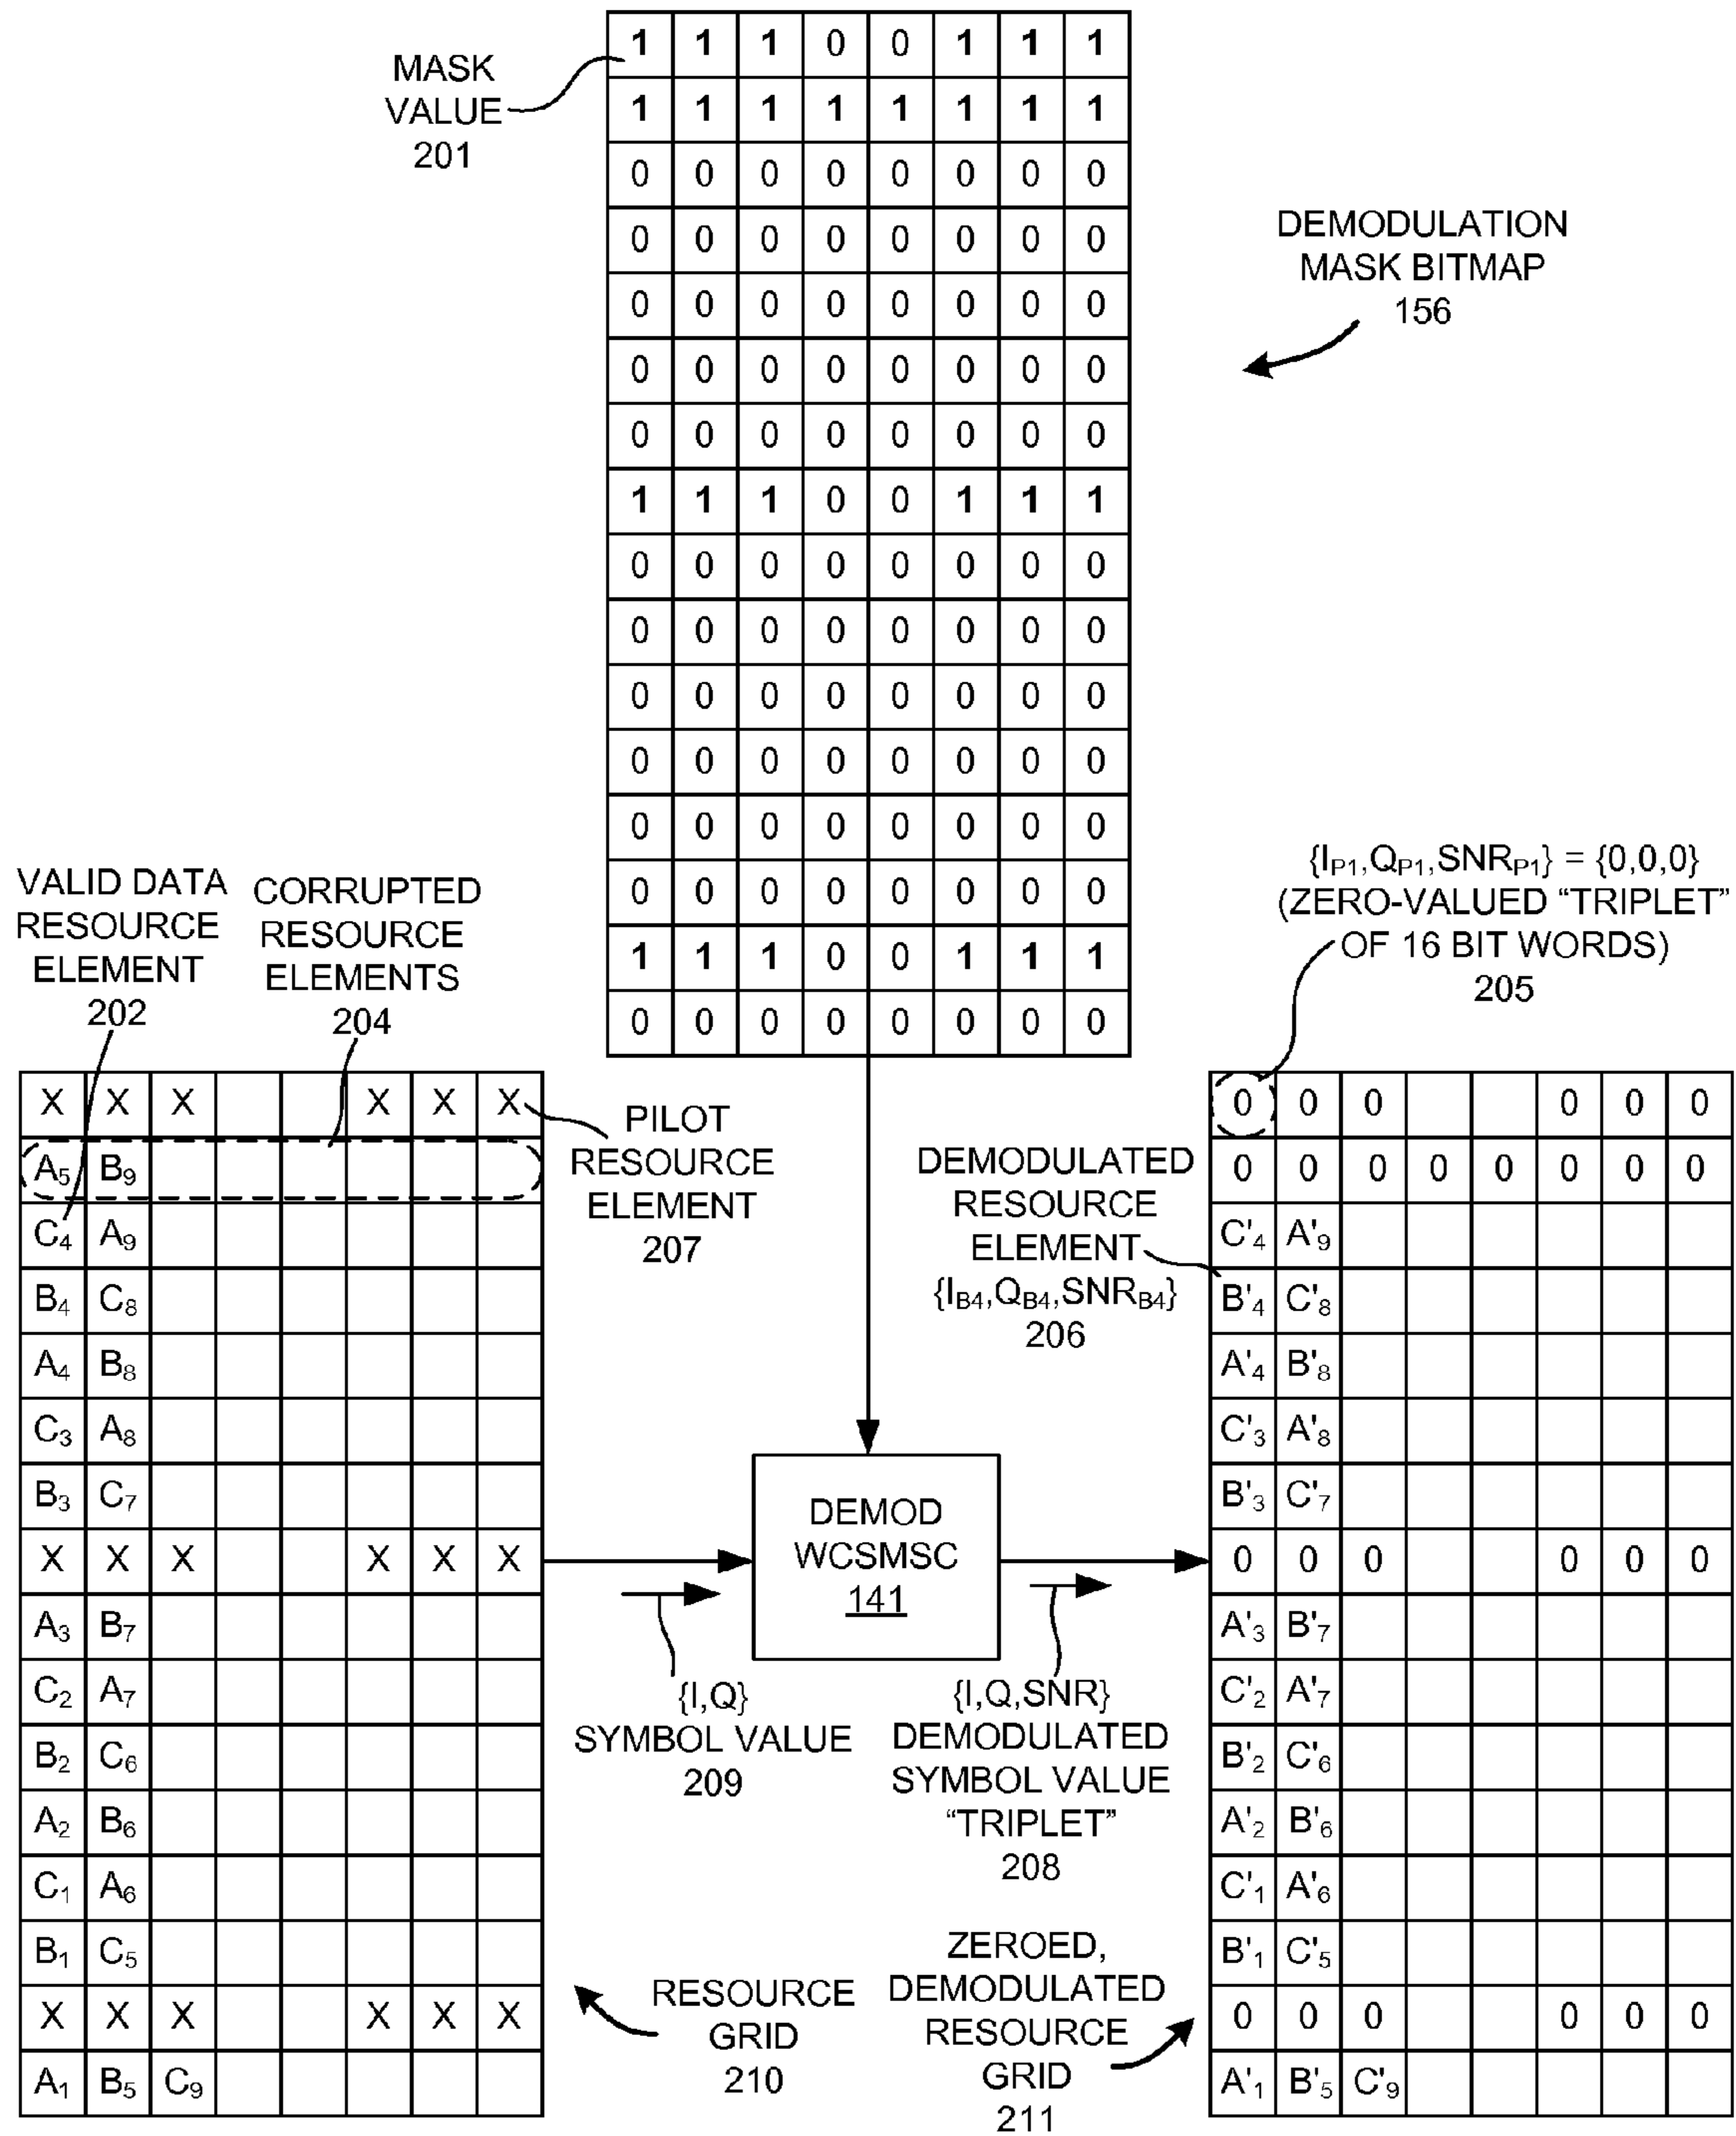 MASK
VALUE
201
1 1 1 0 0 1 1 1
1 1 1 1 1 1 1 1
0 0 0 0 0 0 0 0
0 0 0 0 0 0 0 0
0 0 0 0 0 0 0 0
0 0 0 0 0 0 0 0
0 0 0 0 0 0 0 0
1 1 1 0 0 1 1 1
0 0 0 0 0 0 0 0
0 0 0 0 0 0 0 0
0 0 0 0 0 0 0 0
0 0 0 0 0 0 0 0
0 0 0 0 0 0 0 0
0 0 0 0 0 0 0 0
1 1 1 0 0 1 1 1
0 0 0 0 0 0 0 0
DEMODULATION
MASK BITMAP
156
VALID DATA
RESOURCE
ELEMENT
202
CORRUPTED
RESOURCE
ELEMENTS
204
{I_P1,Q_P1,SNR_P1} = {0,0,0}
(ZERO-VALUED “TRIPLET”
OF 16 BIT WORDS)
205
X X X X X X
A₅ B₉
C₄ A₉
B₄ C₈
A₄ B₈
C₃ A₈
B₃ C₇
X X X X X X
A₃ B₇
C₂ A₇
B₂ C₆
A₂ B₆
C₁ A₆
B₁ C₅
X X X X X X
A₁ B₅ C₉
PILOT
RESOURCE
ELEMENT
207
DEMODULATED
RESOURCE
ELEMENT
{I_B4,Q_B4,SNR_B4}
206
DEMOD
WCSMSC
141
{I,Q}
SYMBOL VALUE
209
{I,Q,SNR}
DEMODULATED
SYMBOL VALUE
“TRIPLET”
208
RESOURCE
GRID
210
ZEROED,
DEMODULATED
RESOURCE
GRID
211
0 0 0 0 0 0
0 0 0 0 0 0 0 0
C'₄ A'₉
B'₄ C'₈
A'₄ B'�8
C'₃ A'₈
B'₃ C'₇
0 0 0 0 0 0
A'₃ B'₇
C'₂ A'₇
B'₂ C'₆
A'₂ B'₆
C'₁ A'₆
B'₁ C'₅
0 0 0 0 0 0
A'₁ B'₅ C'₉